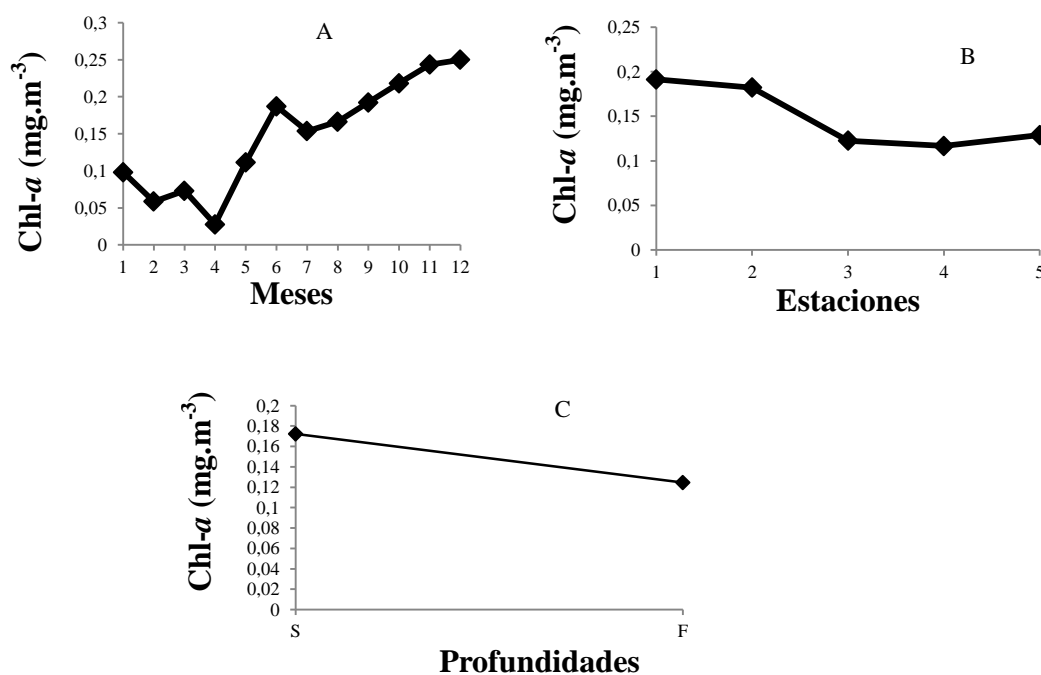 A
Chl-a (mg.m-3)
0,3
0,25
0,2
0,15
0,1
0,05
0
1 2 3 4 5 6 7 8 9 10 11 12
Meses
B
Chl-a (mg.m-3)
0,25
0,2
0,15
0,1
0,05
0
1 2 3 4 5
Estaciones
C
Chl-a (mg.m-3)
0,2
0,18
0,16
0,14
0,12
0,1
0,08
0,06
0,04
0,02
0
S F
Profundidades